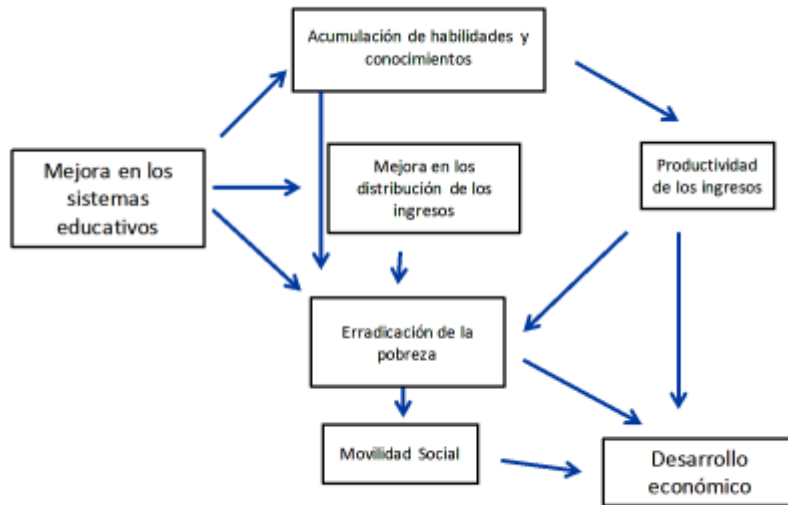 Acumulación de habilidades y
conocimientos
Mejora en los
sistemas
educativos
Mejora en los
distribución de los
ingresos
Productividad
de los ingresos
Erradicación de la
pobreza
Movilidad Social
Desarrollo
económico